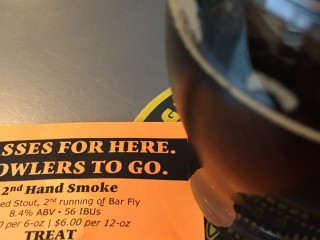 SSES FOR HERE.
OWLERS TO GO.
2nd Hand Smoke
ed Stout, 2nd running of Bar Fly
8.4% ABV • 56 IBUs
0 per 6-oz | $6.00 per 12-oz
TREAT